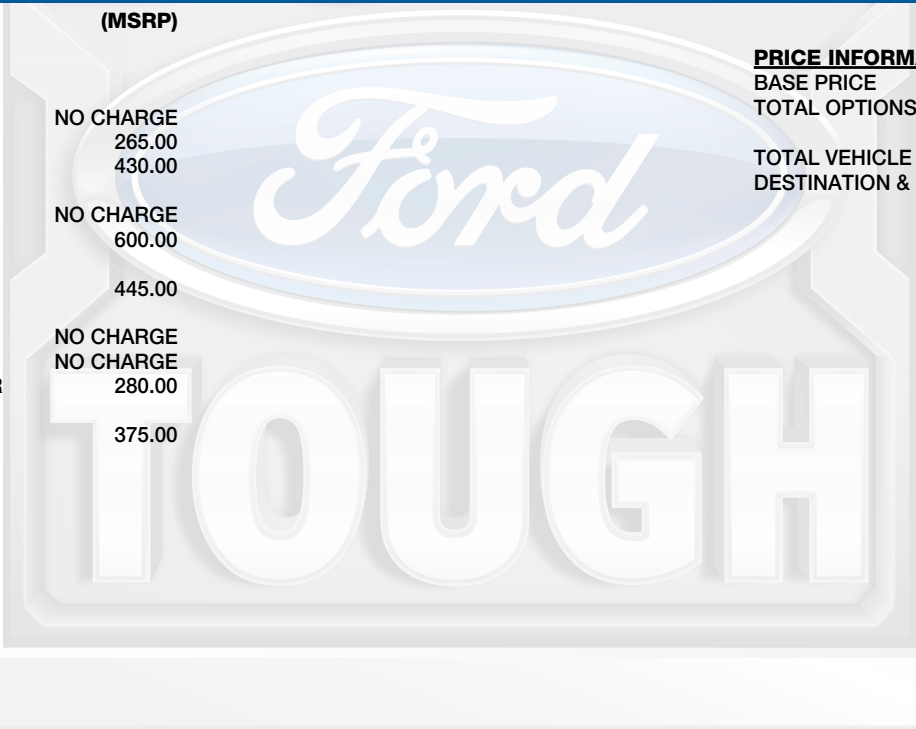 (MSRP)
NO CHARGE
265.00
430.00
NO CHARGE
600.00
445.00
NO CHARGE
NO CHARGE
R 280.00
375.00
PRICE INFORMA
BASE PRICE
TOTAL OPTIONS
TOTAL VEHICLE
DESTINATION &
Ford
TOUGH